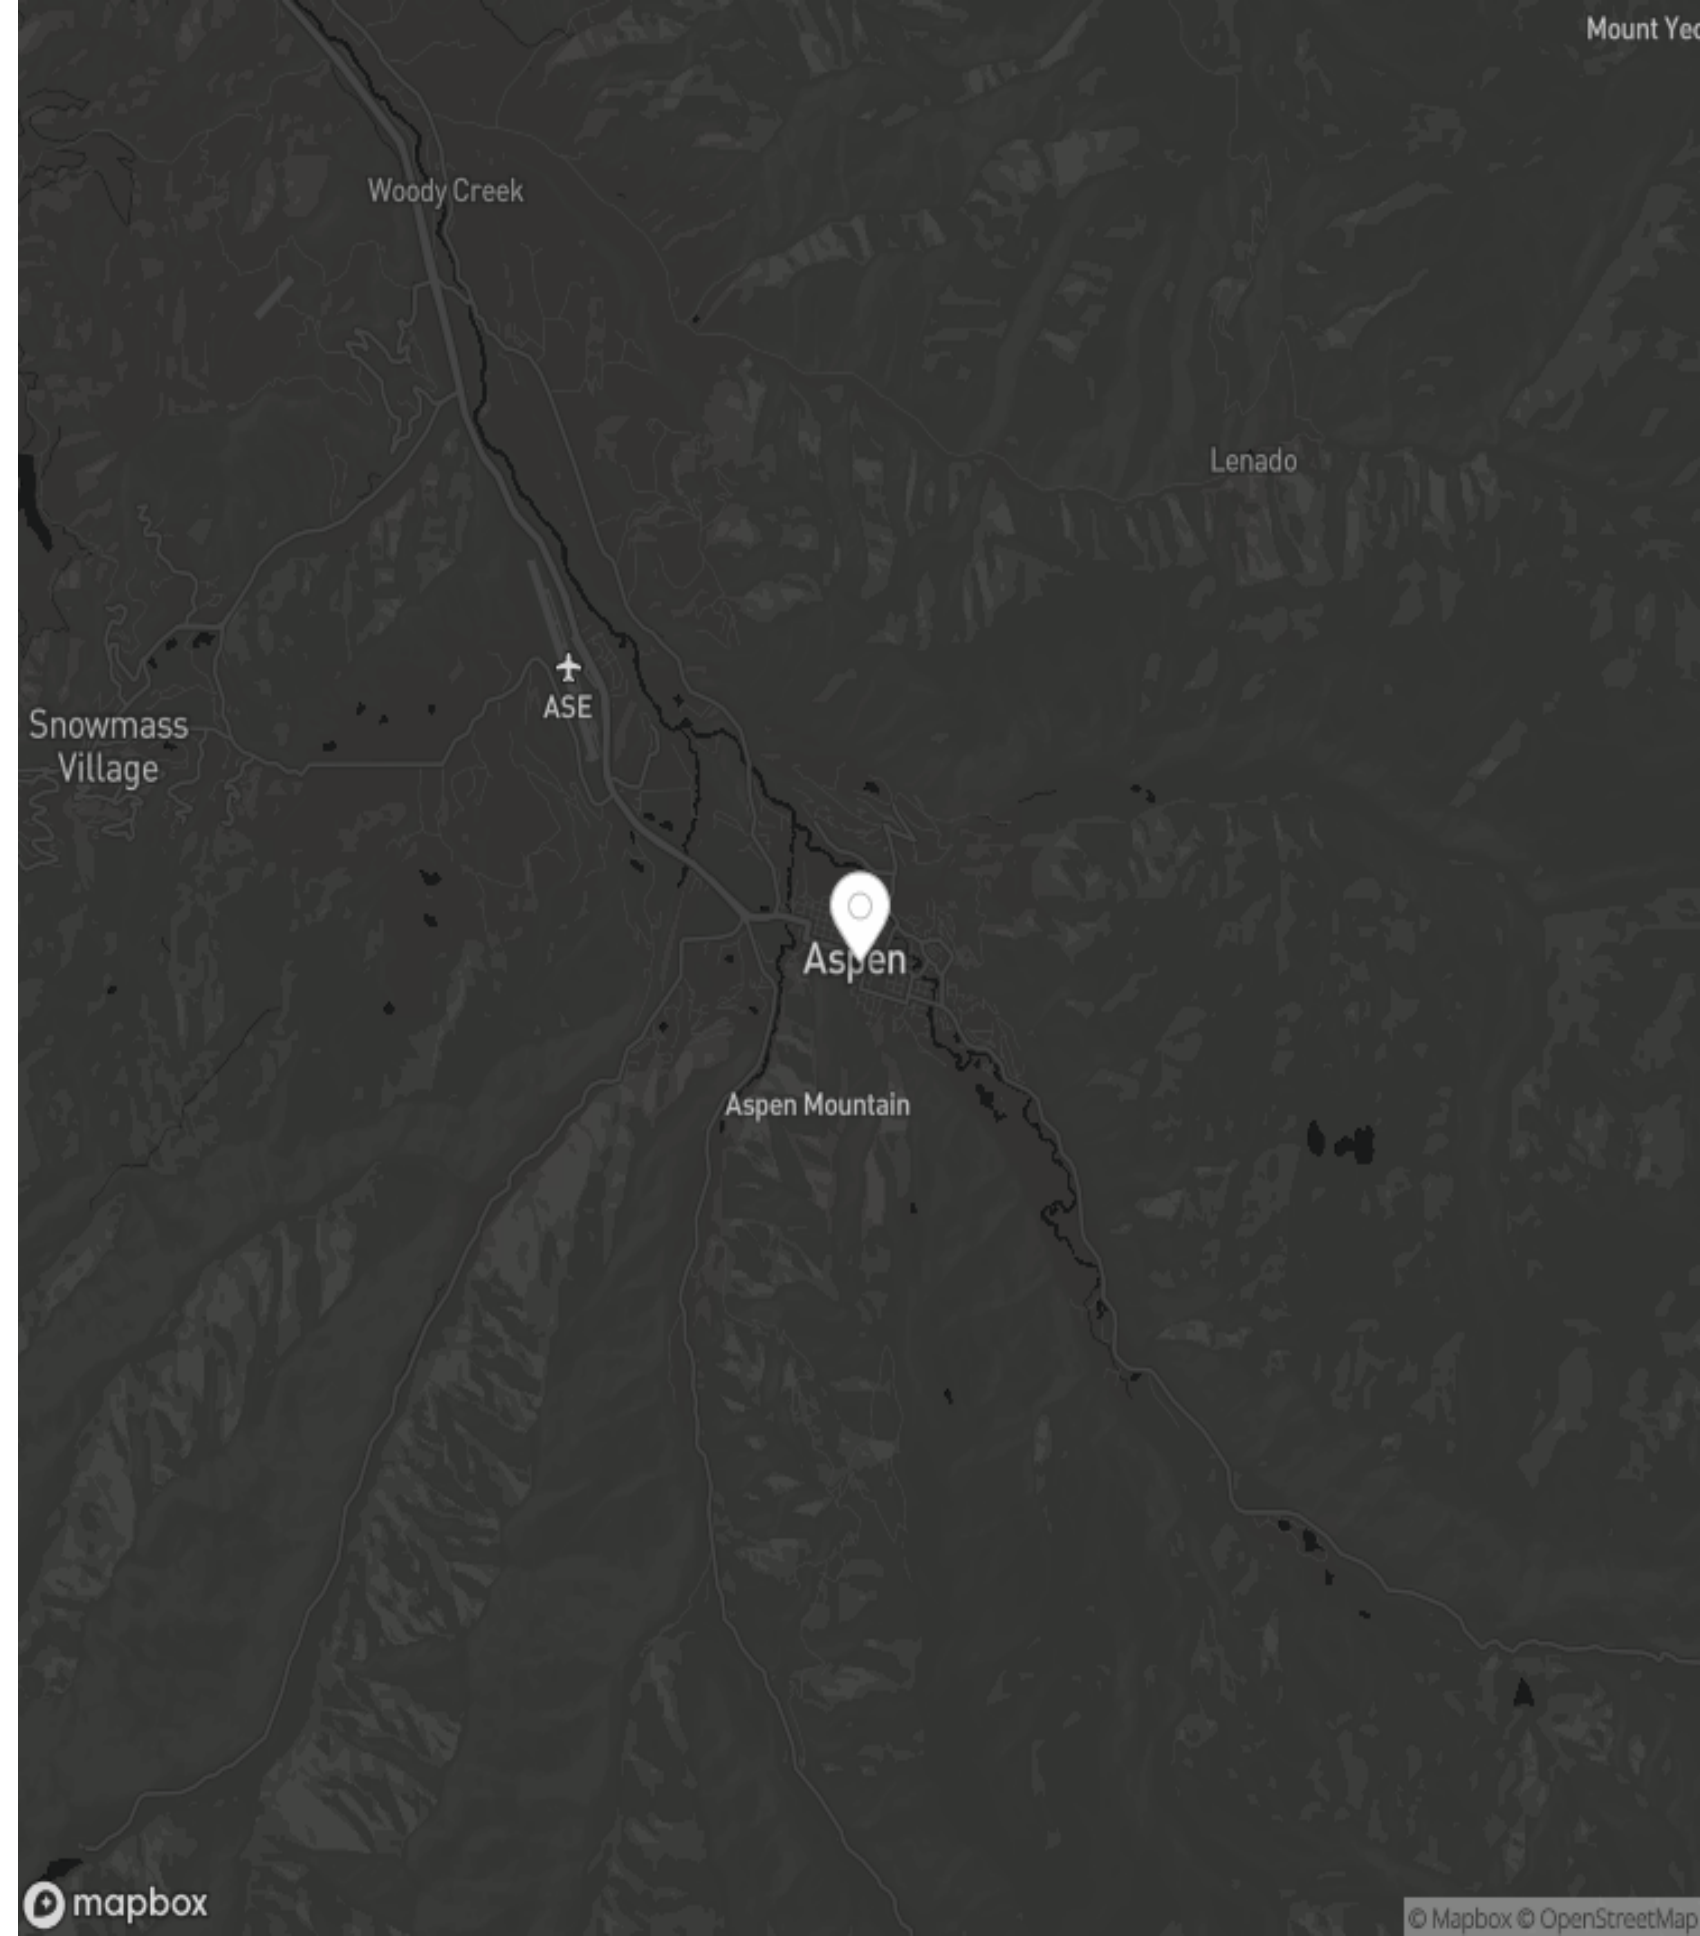 Mount Yeo
Woody Creek
Lenado
ASE
Snowmass
Village
Aspen
Aspen Mountain
mapbox
© Mapbox © OpenStreetMap